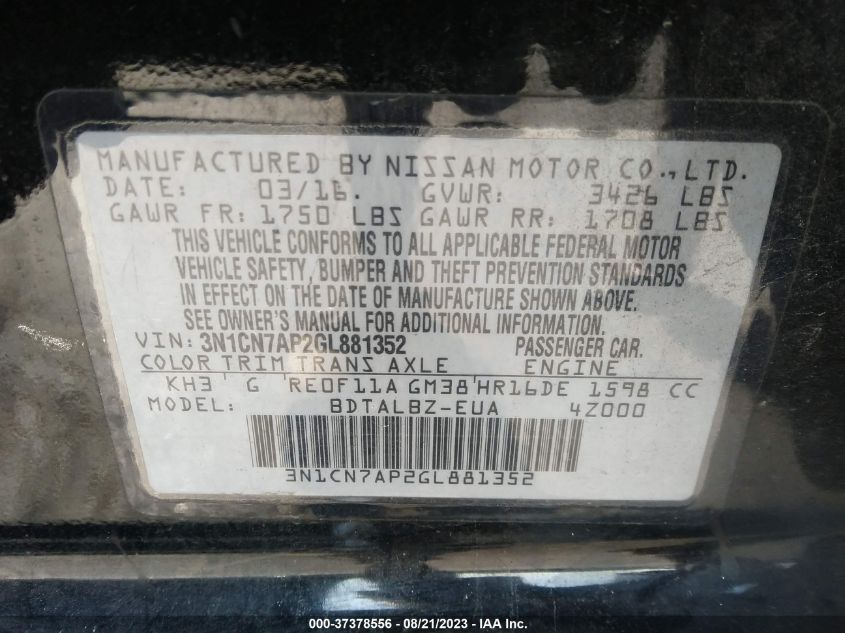 MANUFACTURED BY NISSAN MOTOR CO., LTD.
DATE: 03/16. GVWR: 3426 LBS
GAWR FR: 1750 LBS GAWR RR: 1708 LBS
THIS VEHICLE CONFORMS TO ALL APPLICABLE FEDERAL MOTOR
VEHICLE SAFETY, BUMPER AND THEFT PREVENTION STANDARDS
IN EFFECT ON THE DATE OF MANUFACTURE SHOWN ABOVE.
SEE OWNER'S MANUAL FOR ADDITIONAL INFORMATION.
VIN: 3N1CN7AP2GL881352 PASSENGER CAR.
COLOR TRIM TRANS AXLE ENGINE
KH3 G RE0F11A GM38 HR16DE 1598 CC
MODEL: BDTALBZ-EUA 4Z000
3N1CN7AP2GL881352
000-37378556 - 08/21/2023 - IAA Inc.